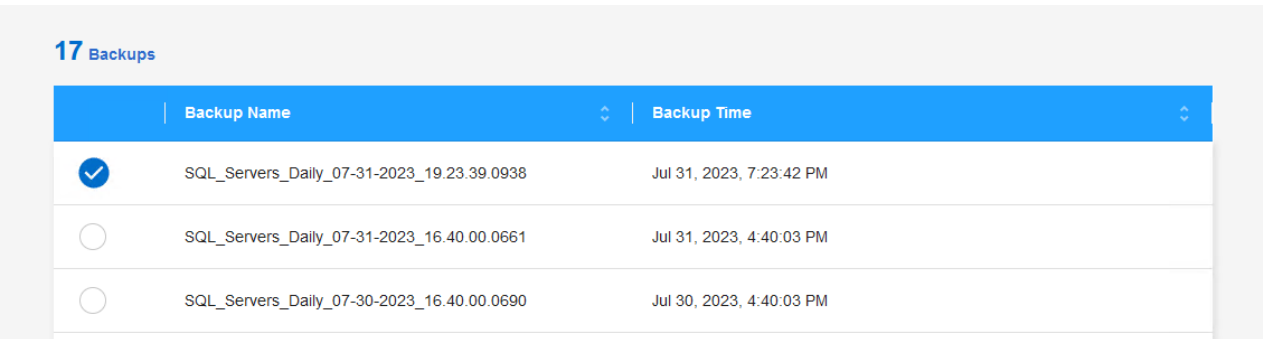 17 Backups
Backup Name Backup Time
SQL_Servers_Daily_07-31-2023_19.23.39.0938 Jul 31, 2023, 7:23:42 PM
SQL_Servers_Daily_07-31-2023_16.40.00.0661 Jul 31, 2023, 4:40:03 PM
SQL_Servers_Daily_07-30-2023_16.40.00.0690 Jul 30, 2023, 4:40:03 PM